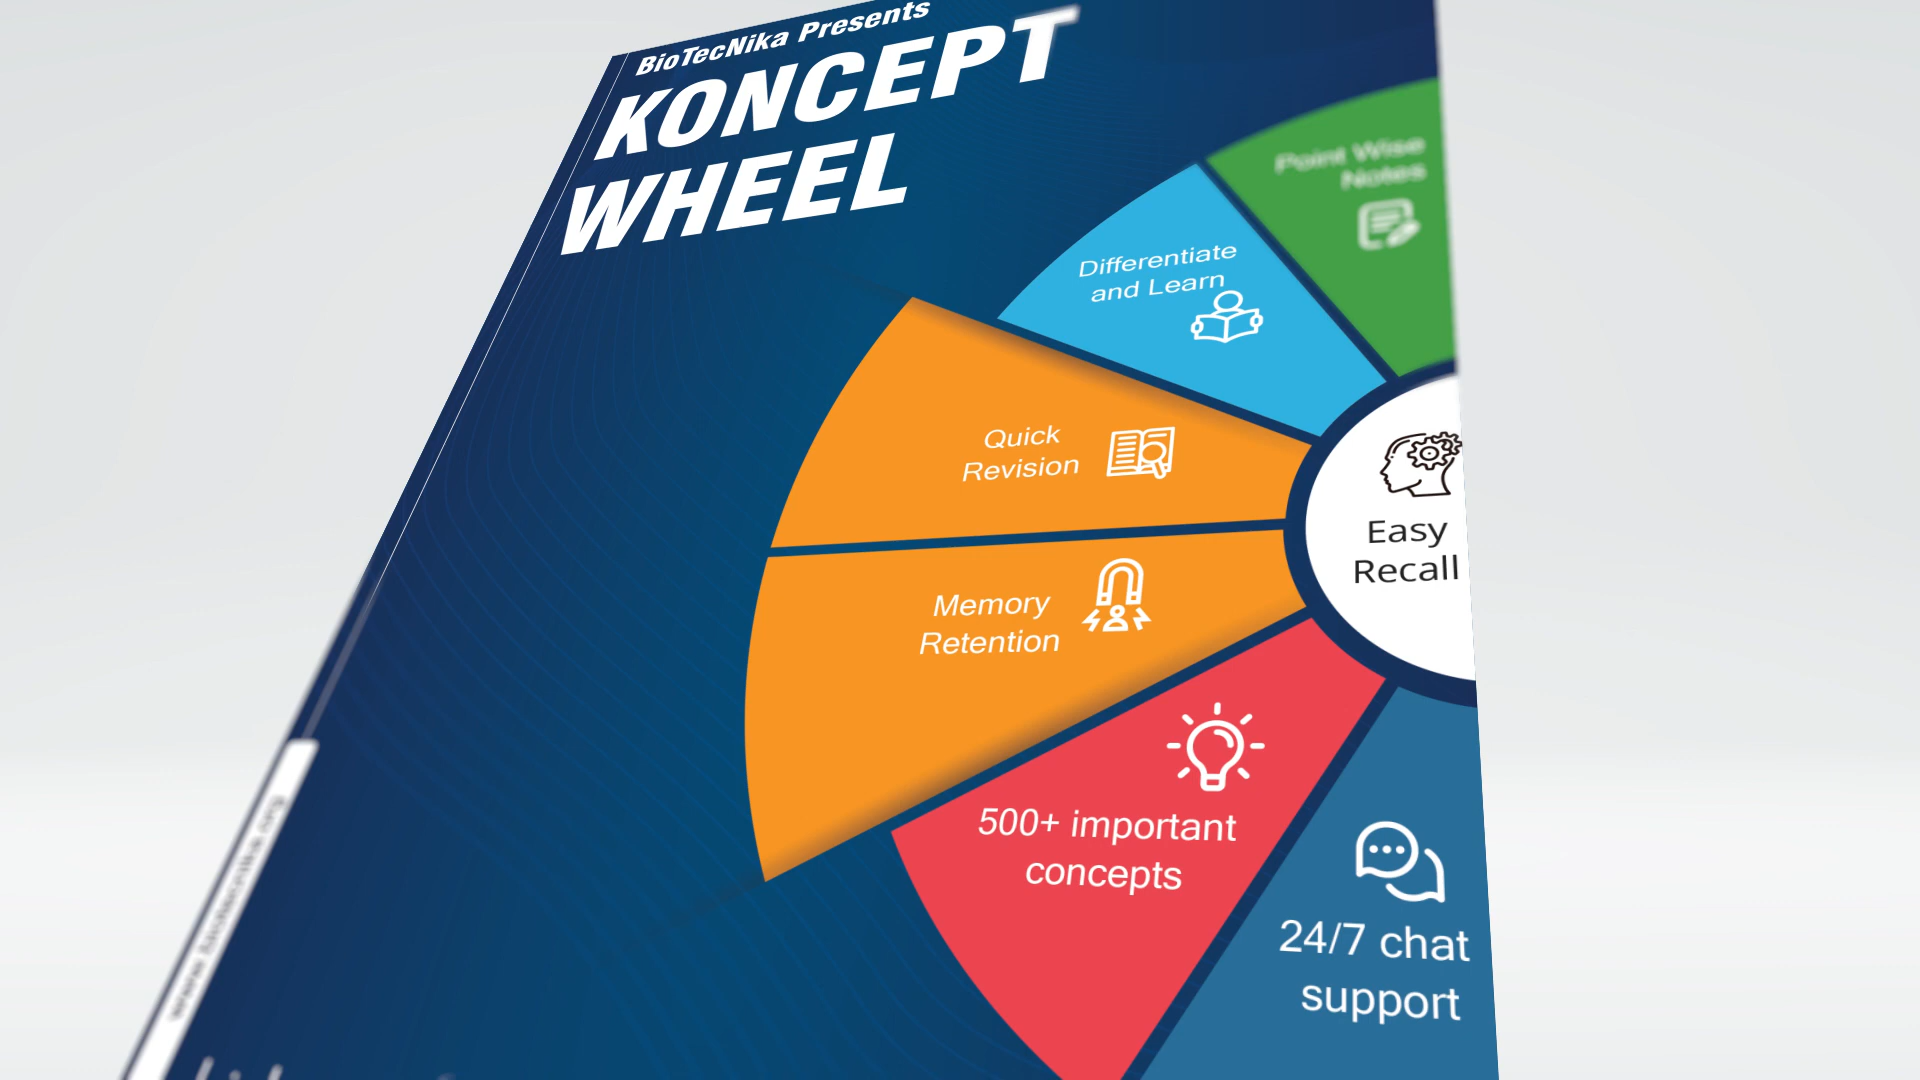 BioTecNika Presents
KONCEPT
WHEEL
Point Wise
Notes
Differentiate
and Learn
Quick
Revision
Memory
Retention
Easy
Recall
500+ important
concepts
24/7 chat
support